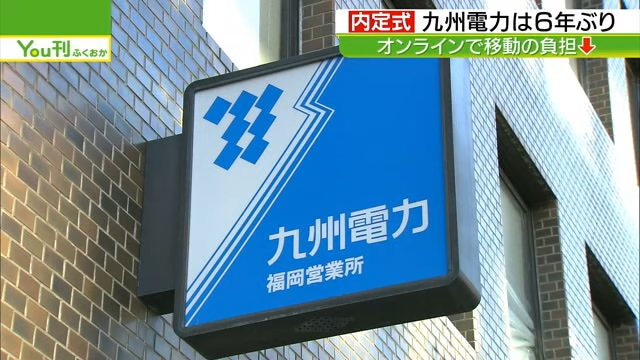 You刊ふくおか
内定式 九州電力は6年ぶり
オンラインで移動の負担↓
九州電力
福岡営業所